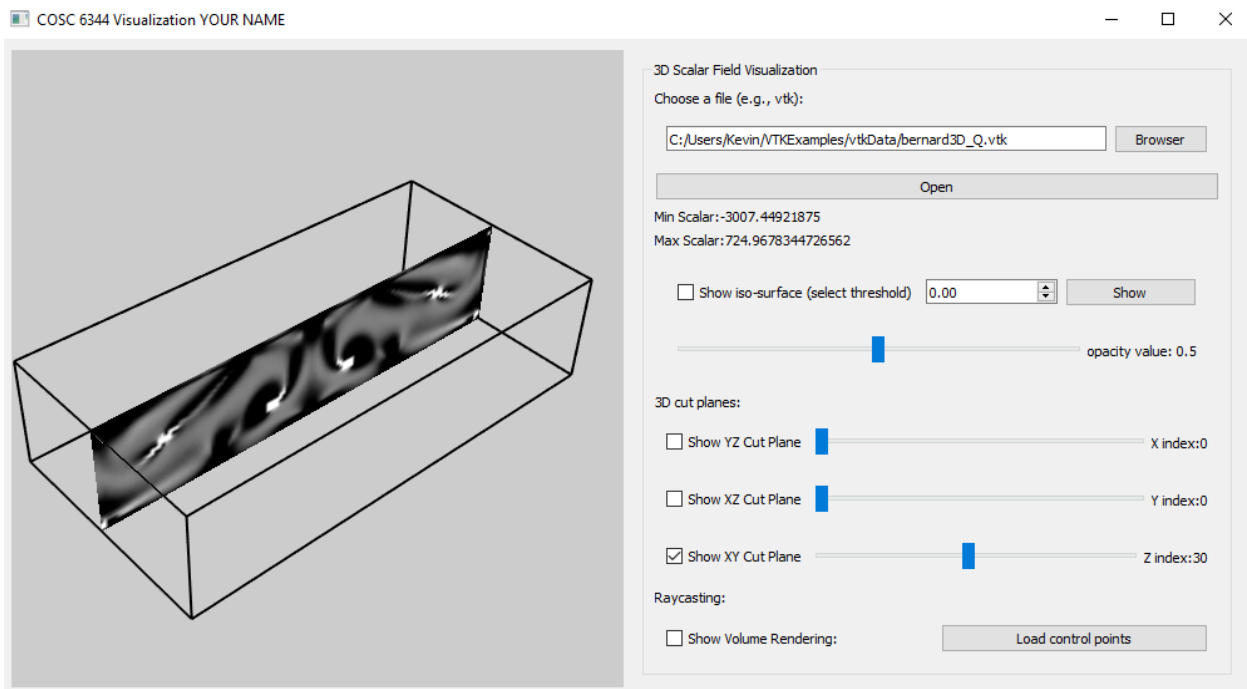 COSC 6344 Visualization YOUR NAME
3D Scalar Field Visualization
Choose a file (e.g., vtk):
C:/Users/Kevin/VTKExamples/vtkData/bernard3D_Q.vtk Browser
Open
Min Scalar:-3007.44921875
Max Scalar:724.9678344726562
Show iso-surface (select threshold) 0.00 Show
opacity value: 0.5
3D cut planes:
Show YZ Cut Plane X index:0
Show XZ Cut Plane Y index:0
Show XY Cut Plane Z index:30
Raycasting:
Show Volume Rendering: Load control points